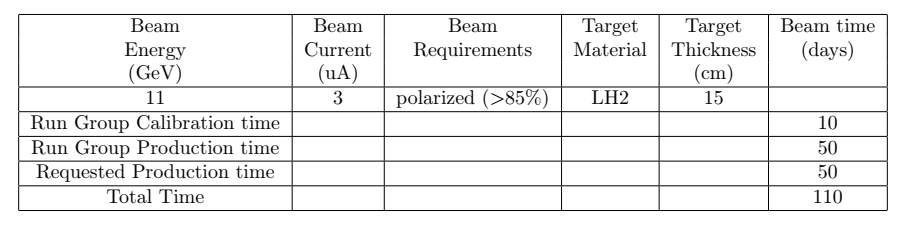 Beam Beam Beam Target Target Beam time
Energy Current Requirements Material Thickness (days)
(GeV) (uA) (cm)
11 3 polarized (>85%) LH2 15
Run Group Calibration time 10
Run Group Production time 50
Requested Production time 50
Total Time 110